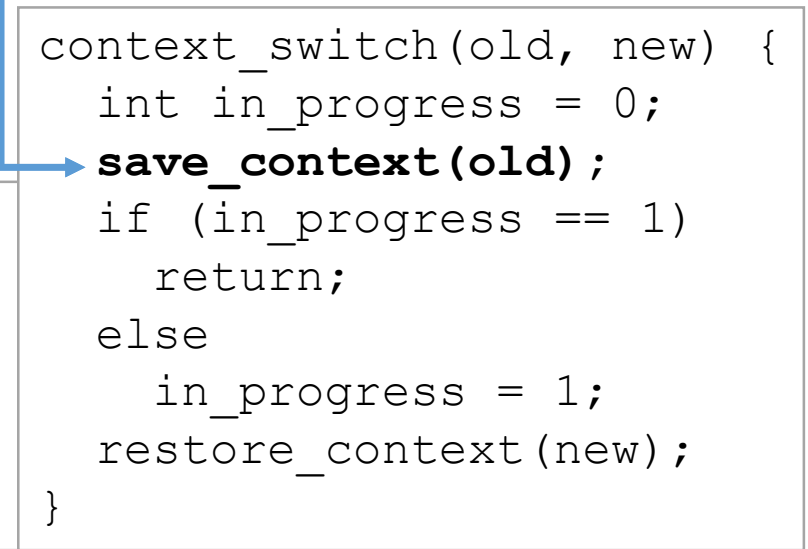 context_switch(old, new) {
  int in_progress = 0;
  save_context(old);
  if (in_progress == 1)
    return;
  else
    in_progress = 1;
  restore_context(new);
}